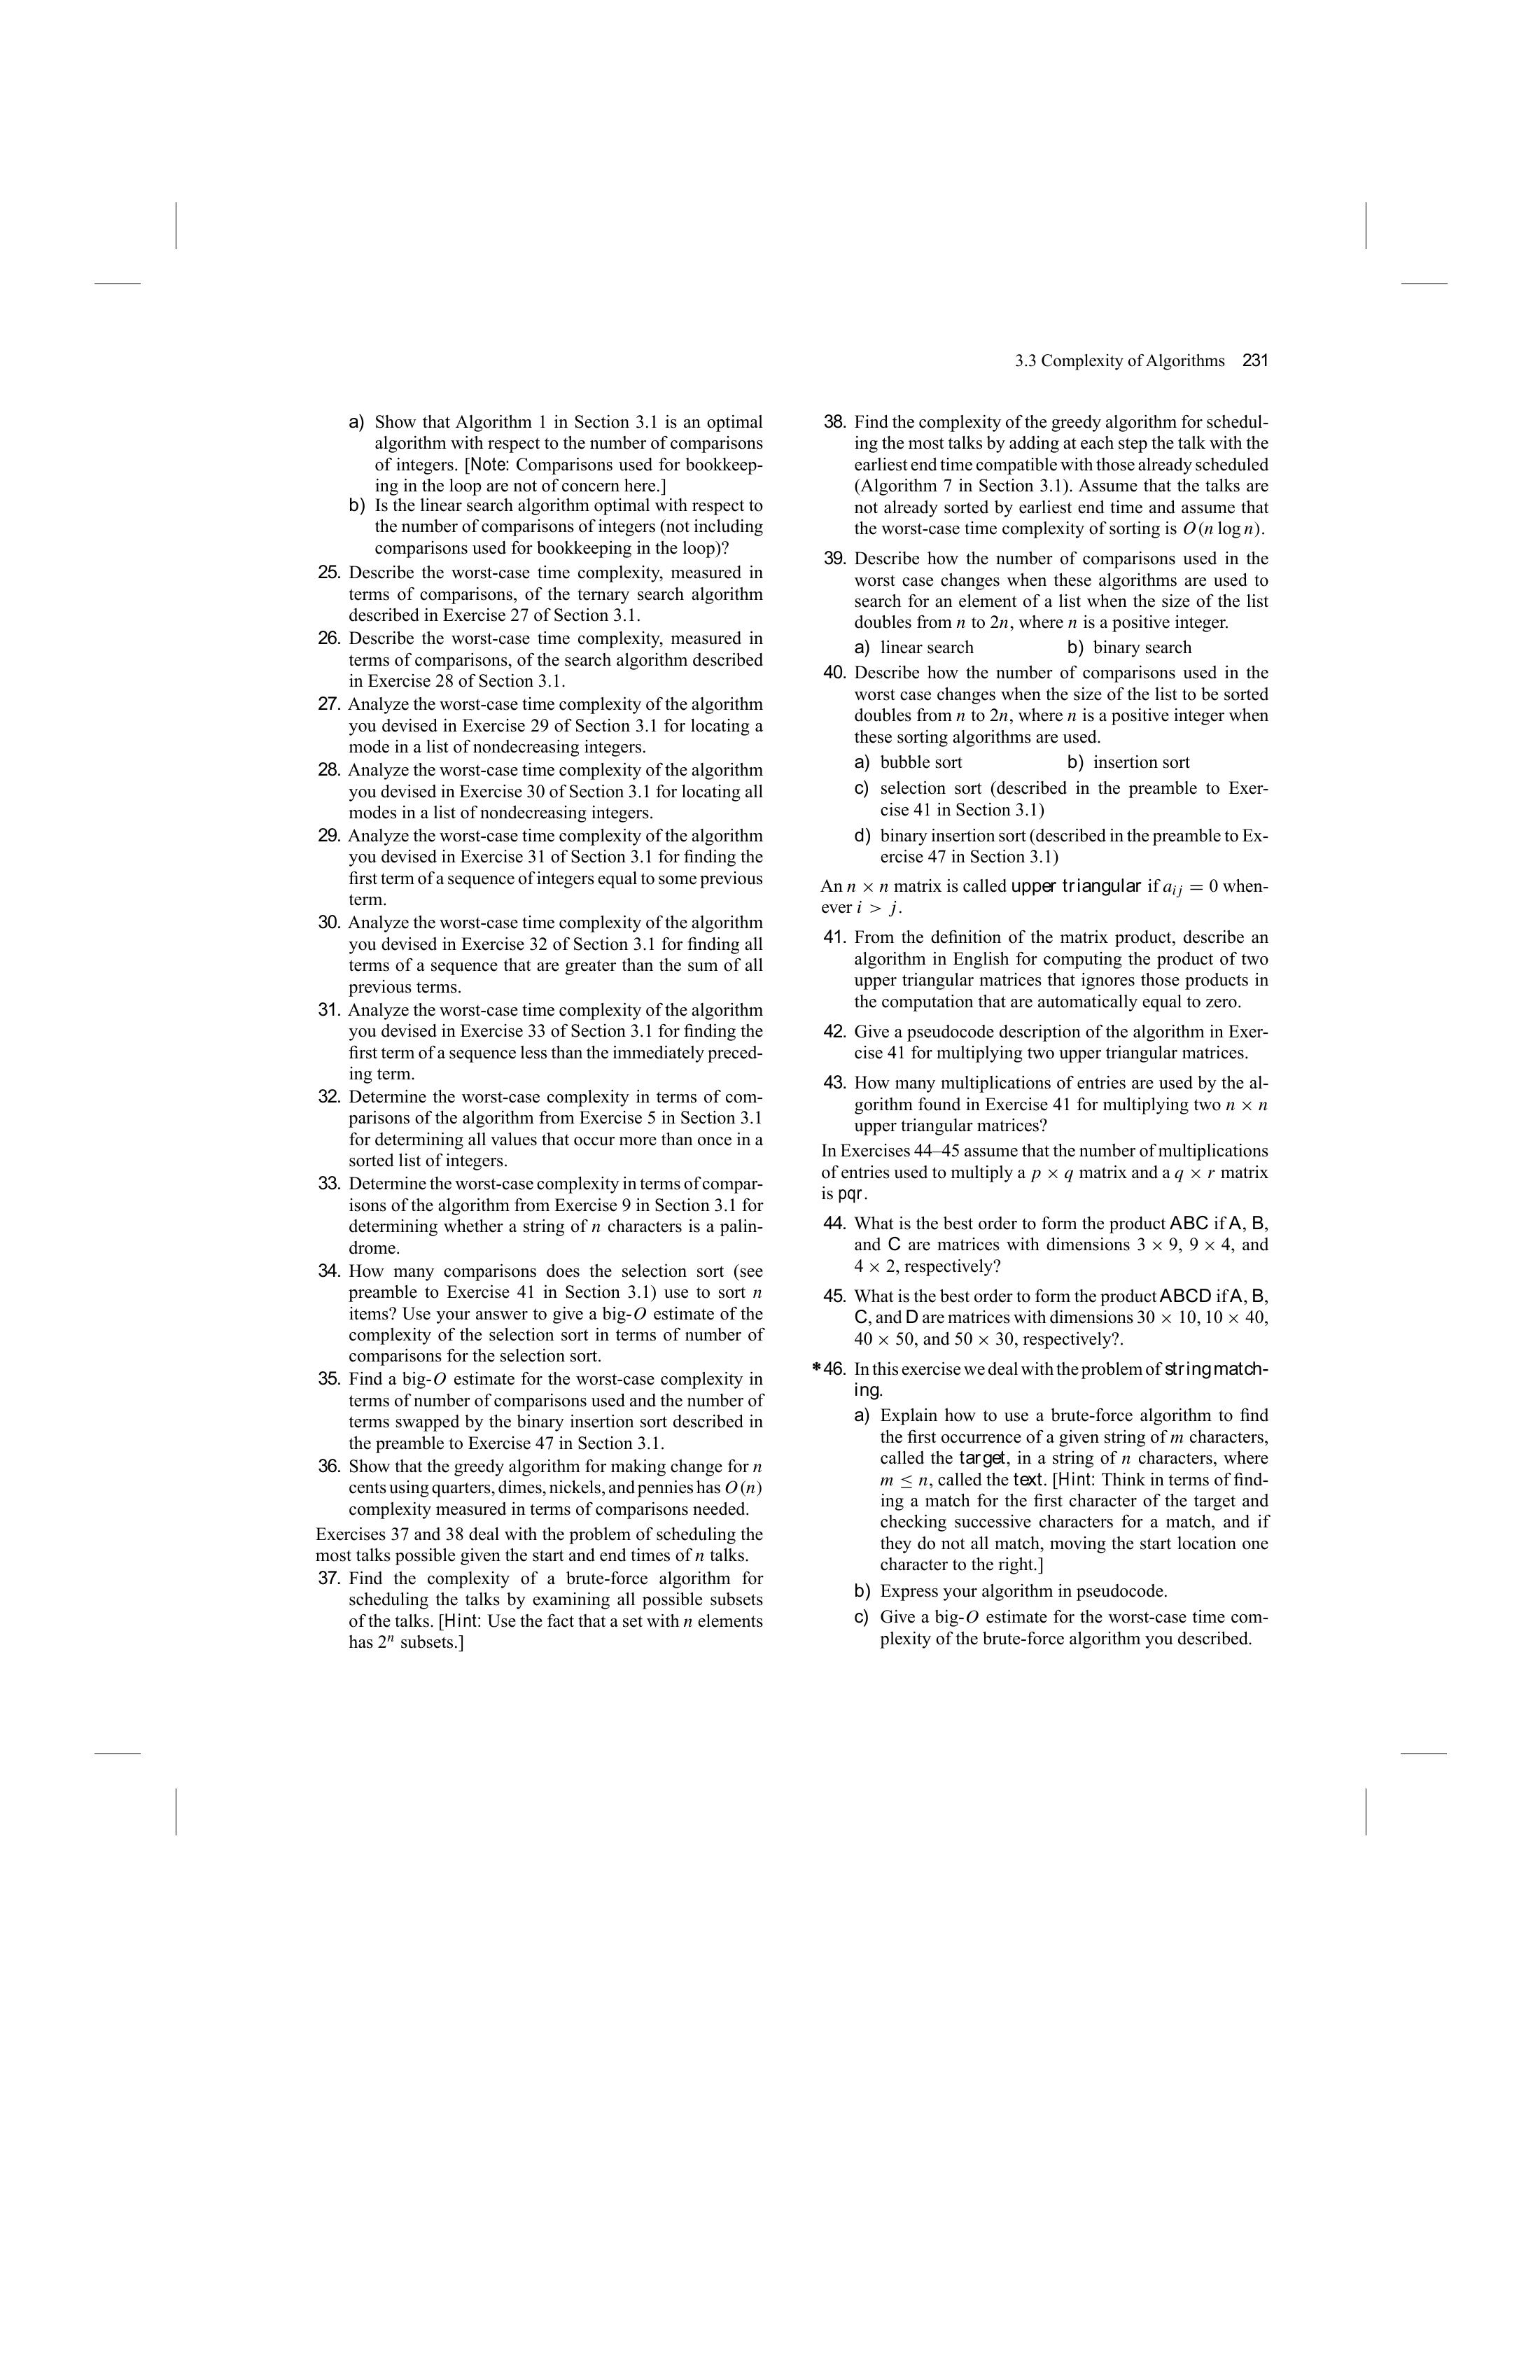 3.3 Complexity of Algorithms 231
a) Show that Algorithm 1 in Section 3.1 is an optimal
algorithm with respect to the number of comparisons
of integers. [Note: Comparisons used for bookkeep-
ing in the loop are not of concern here.]
b) Is the linear search algorithm optimal with respect to
the number of comparisons of integers (not including
comparisons used for bookkeeping in the loop)?
25. Describe the worst-case time complexity, measured in
terms of comparisons, of the ternary search algorithm
described in Exercise 27 of Section 3.1.
26. Describe the worst-case time complexity, measured in
terms of comparisons, of the search algorithm described
in Exercise 28 of Section 3.1.
27. Analyze the worst-case time complexity of the algorithm
you devised in Exercise 29 of Section 3.1 for locating a
mode in a list of nondecreasing integers.
28. Analyze the worst-case time complexity of the algorithm
you devised in Exercise 30 of Section 3.1 for locating all
modes in a list of nondecreasing integers.
29. Analyze the worst-case time complexity of the algorithm
you devised in Exercise 31 of Section 3.1 for finding the
first term of a sequence of integers equal to some previous
term.
30. Analyze the worst-case time complexity of the algorithm
you devised in Exercise 32 of Section 3.1 for finding all
terms of a sequence that are greater than the sum of all
previous terms.
31. Analyze the worst-case time complexity of the algorithm
you devised in Exercise 33 of Section 3.1 for finding the
first term of a sequence less than the immediately preced-
ing term.
32. Determine the worst-case complexity in terms of com-
parisons of the algorithm from Exercise 5 in Section 3.1
for determining all values that occur more than once in a
sorted list of integers.
33. Determine the worst-case complexity in terms of compar-
isons of the algorithm from Exercise 9 in Section 3.1 for
determining whether a string of n characters is a palin-
drome.
34. How many comparisons does the selection sort (see
preamble to Exercise 41 in Section 3.1) use to sort n
items? Use your answer to give a big-O estimate of the
complexity of the selection sort in terms of number of
comparisons for the selection sort.
35. Find a big-O estimate for the worst-case complexity in
terms of number of comparisons used and the number of
terms swapped by the binary insertion sort described in
the preamble to Exercise 47 in Section 3.1.
36. Show that the greedy algorithm for making change for n
cents using quarters, dimes, nickels, and pennies has O(n)
complexity measured in terms of comparisons needed.
Exercises 37 and 38 deal with the problem of scheduling the
most talks possible given the start and end times of n talks.
37. Find the complexity of a brute-force algorithm for
scheduling the talks by examining all possible subsets
of the talks. [Hint: Use the fact that a set with n elements
has 2ⁿ subsets.]
38. Find the complexity of the greedy algorithm for schedul-
ing the most talks by adding at each step the talk with the
earliest end time compatible with those already scheduled
(Algorithm 7 in Section 3.1). Assume that the talks are
not already sorted by earliest end time and assume that
the worst-case time complexity of sorting is O(n log n).
39. Describe how the number of comparisons used in the
worst case changes when these algorithms are used to
search for an element of a list when the size of the list
doubles from n to 2n, where n is a positive integer.
a) linear search b) binary search
40. Describe how the number of comparisons used in the
worst case changes when the size of the list to be sorted
doubles from n to 2n, where n is a positive integer when
these sorting algorithms are used.
a) bubble sort b) insertion sort
c) selection sort (described in the preamble to Exer-
cise 41 in Section 3.1)
d) binary insertion sort (described in the preamble to Ex-
ercise 47 in Section 3.1)
An n × n matrix is called upper triangular if aᵢⱼ = 0 when-
ever i > j.
41. From the definition of the matrix product, describe an
algorithm in English for computing the product of two
upper triangular matrices that ignores those products in
the computation that are automatically equal to zero.
42. Give a pseudocode description of the algorithm in Exer-
cise 41 for multiplying two upper triangular matrices.
43. How many multiplications of entries are used by the al-
gorithm found in Exercise 41 for multiplying two n × n
upper triangular matrices?
In Exercises 44–45 assume that the number of multiplications
of entries used to multiply a p × q matrix and a q × r matrix
is pqr.
44. What is the best order to form the product ABC if A, B,
and C are matrices with dimensions 3 × 9, 9 × 4, and
4 × 2, respectively?
45. What is the best order to form the product ABCD if A, B,
C, and D are matrices with dimensions 30 × 10, 10 × 40,
40 × 50, and 50 × 30, respectively?.
*46. In this exercise we deal with the problem of string match-
ing.
a) Explain how to use a brute-force algorithm to find
the first occurrence of a given string of m characters,
called the target, in a string of n characters, where
m ≤ n, called the text. [Hint: Think in terms of find-
ing a match for the first character of the target and
checking successive characters for a match, and if
they do not all match, moving the start location one
character to the right.]
b) Express your algorithm in pseudocode.
c) Give a big-O estimate for the worst-case time com-
plexity of the brute-force algorithm you described.